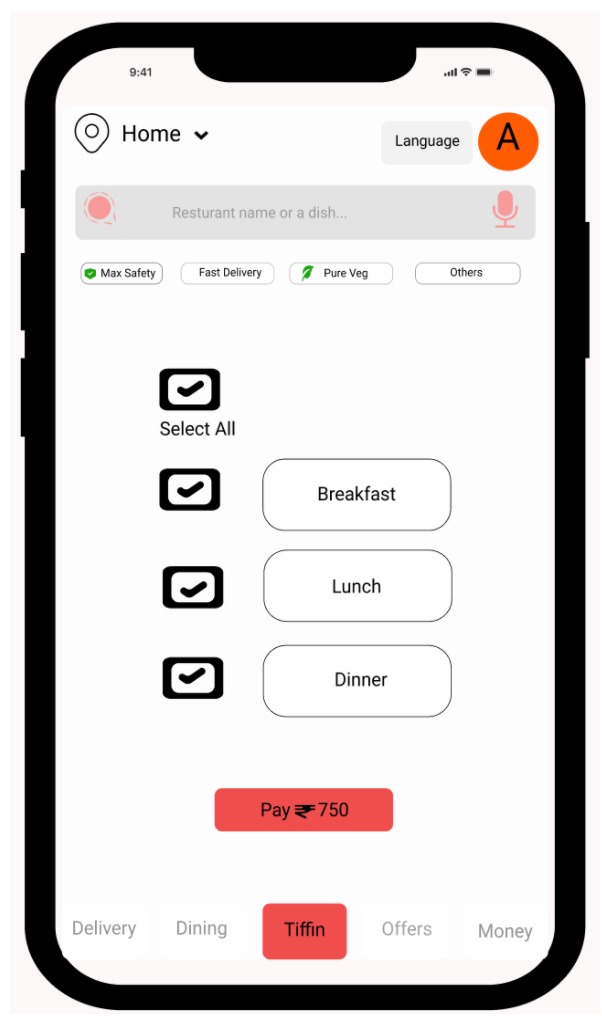 9:41
Home
Language
A
Resturant name or a dish...
Max Safety Fast Delivery Pure Veg Others
Select All
Breakfast
Lunch
Dinner
Pay ₹ 750
Delivery Dining Tiffin Offers Money